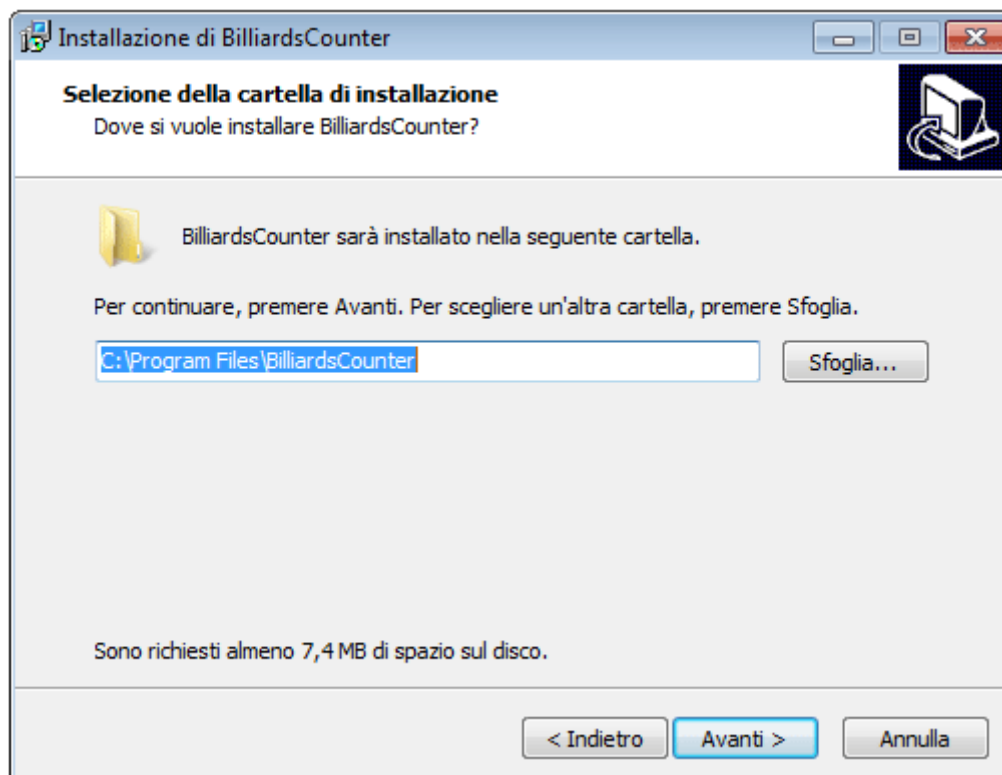 Installazione di BilliardsCounter
Selezione della cartella di installazione
Dove si vuole installare BilliardsCounter?
BilliardsCounter sarà installato nella seguente cartella.
Per continuare, premere Avanti. Per scegliere un'altra cartella, premere Sfoglia.
C:\Program Files\BilliardsCounter
Sfoglia...
Sono richiesti almeno 7,4 MB di spazio sul disco.
< Indietro
Avanti >
Annulla